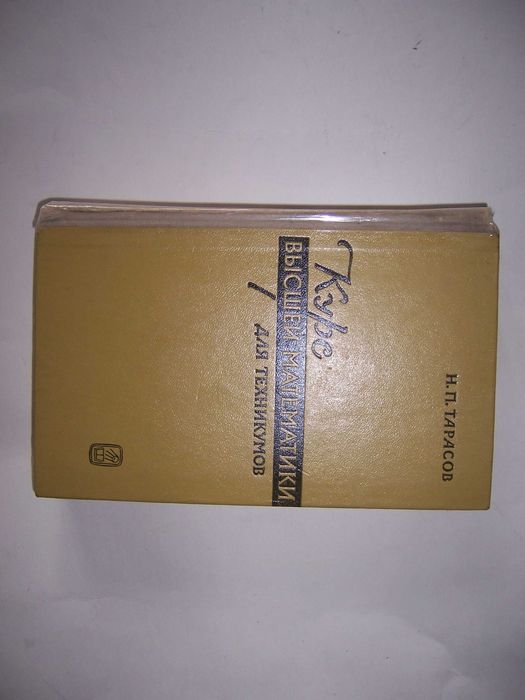 Н.П. ТАРАСОВ
Курс
ВЫСШЕЙ МАТЕМАТИКИ
ДЛЯ ТЕХНИКУМОВ